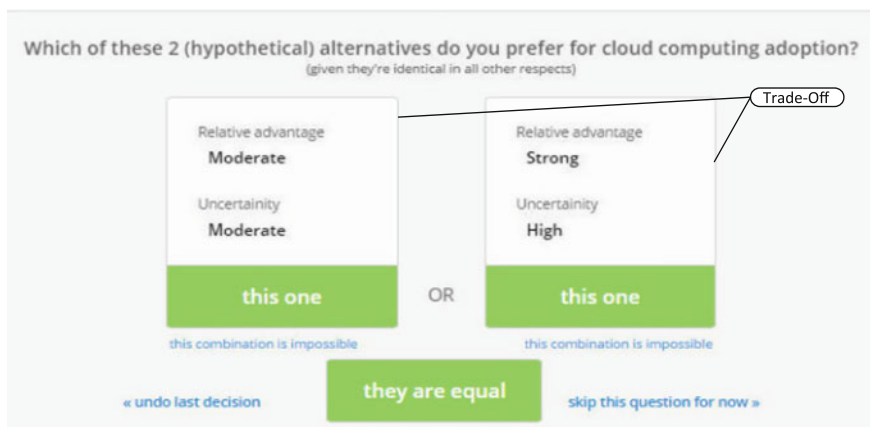 Which of these 2 (hypothetical) alternatives do you prefer for cloud computing adoption?
(given they're identical in all other respects)
Trade-Off
Relative advantage
Moderate
Uncertainity
Moderate
this one
this combination is impossible
OR
Relative advantage
Strong
Uncertainity
High
this one
this combination is impossible
« undo last decision
they are equal
skip this question for now »